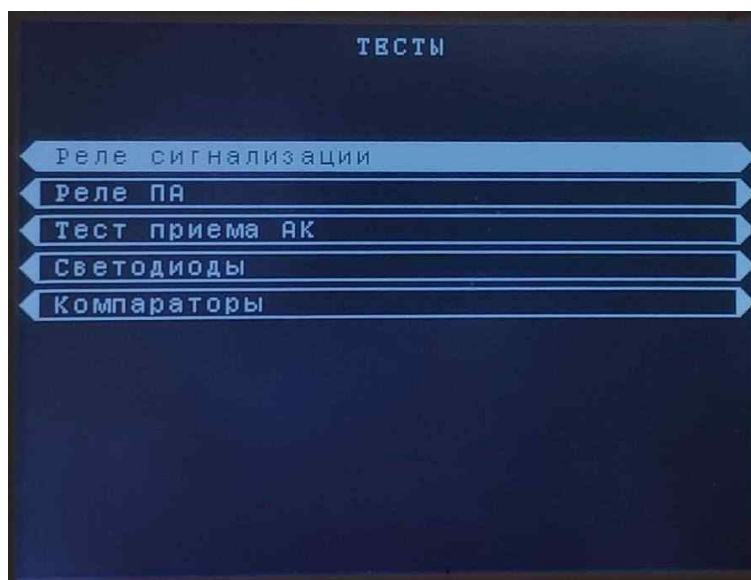 ТЕСТЫ
Реле сигнализации
Реле ПА
Тест приема АК
Светодиоды
Компараторы